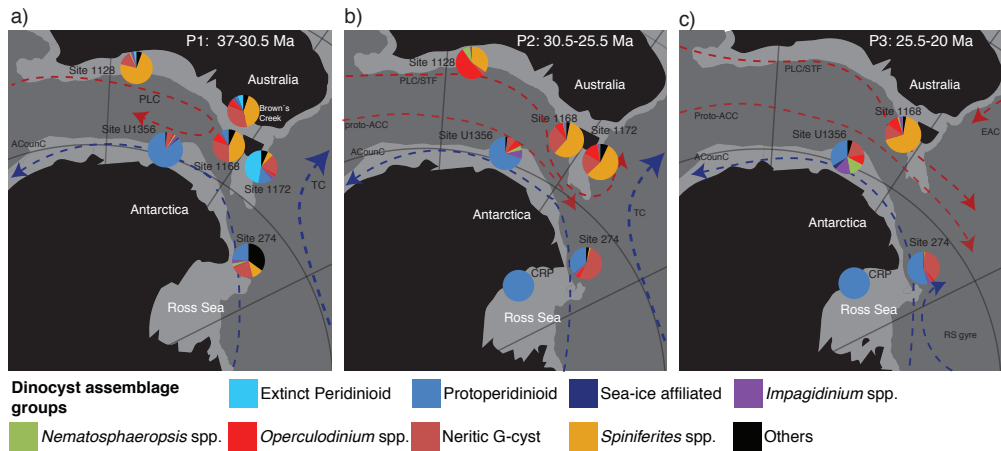 a)
P1: 37-30.5 Ma
Site 1128
Australia
PLC
Brown´s
Creek
Site U1356
Site 1168
ACounC
Site 1172
TC
Antarctica
Site 274
Ross Sea
b)
P2: 30.5-25.5 Ma
Site 1128
Australia
PLC/STF
proto-ACC
Site U1356
1168
Site
Site 1172
ACounC
Antarctica
TC
Site 274
CRP
Ross Sea
c)
P3: 25.5-20 Ma
PLC/STF
Australia
Proto-ACC
1168
Site
EAC
Site U1356
ACounC
Antarctica
Site 274
CRP
Ross Sea
RS gyre
Dinocyst assemblage
groups
Extinct Peridinioid
Protoperidinioid
Sea-ice affiliated
Impagidinium spp.
Nematosphaeropsis spp.
Operculodinium spp.
Neritic G-cyst
Spiniferites spp.
Others